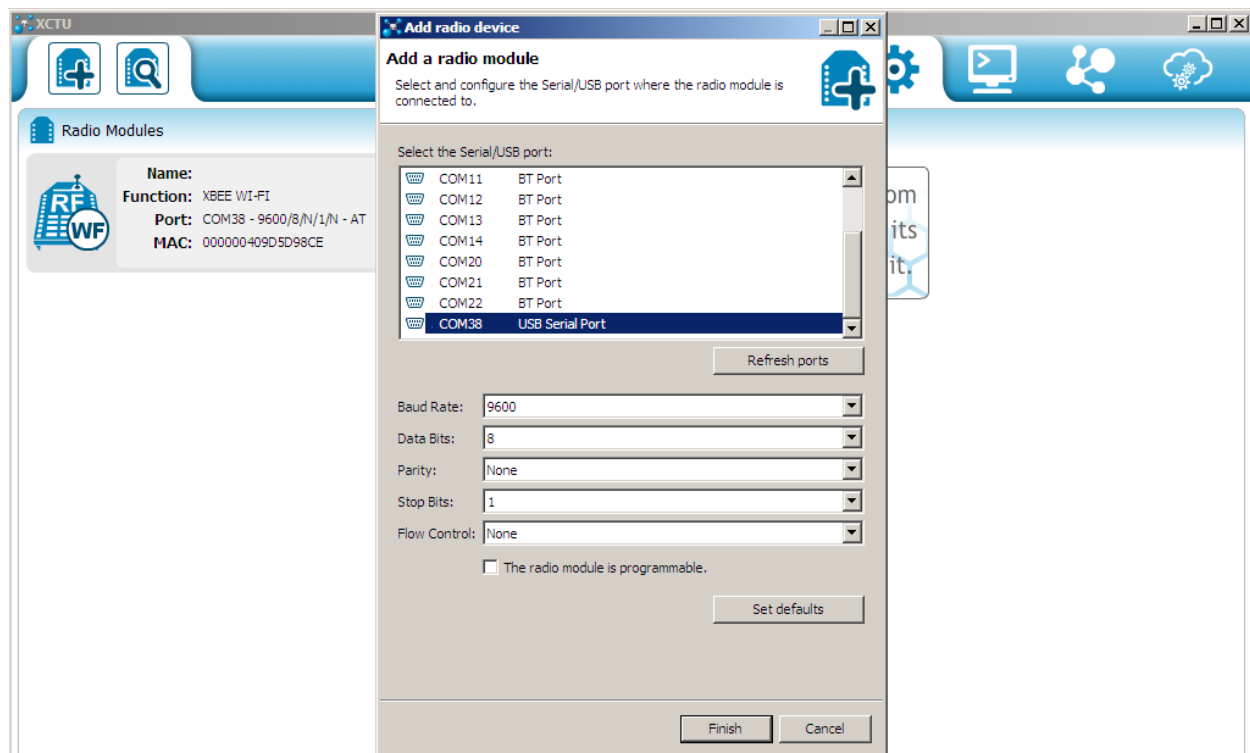 XCTU
Add radio device
Add a radio module
Select and configure the Serial/USB port where the radio module is
connected to.
Radio Modules
Name:
Function: XBEE WI-FI
Port: COM38 - 9600/8/N/1/N - AT
MAC: 000000409D5D98CE
RF
WF
Select the Serial/USB port:
COM11 BT Port
COM12 BT Port
COM13 BT Port
COM14 BT Port
COM20 BT Port
COM21 BT Port
COM22 BT Port
COM38 USB Serial Port
Refresh ports
Baud Rate: 9600
Data Bits: 8
Parity: None
Stop Bits: 1
Flow Control: None
The radio module is programmable.
Set defaults
Finish Cancel
om
its
it.